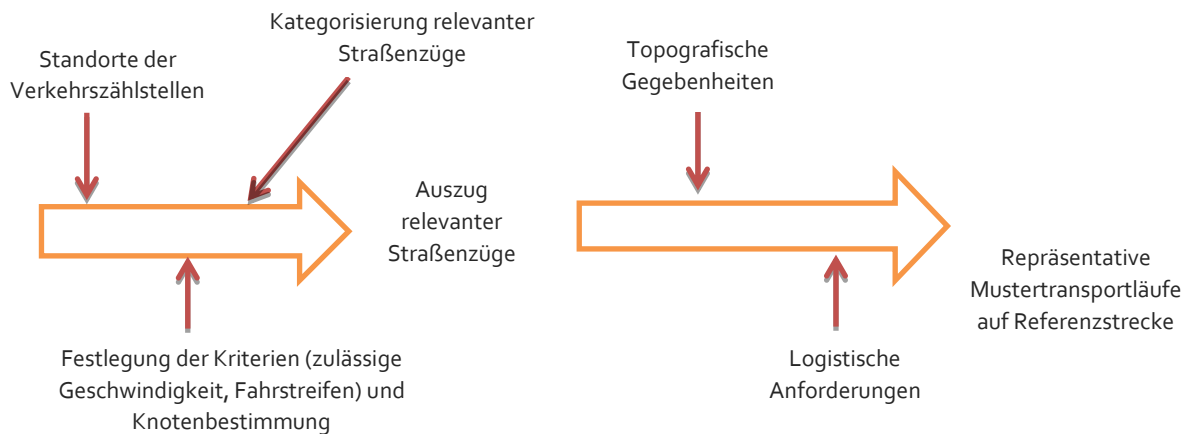 Standorte der
Verkehrszählstellen
Kategorisierung relevanter
Straßenzüge
Festlegung der Kriterien (zulässige
Geschwindigkeit, Fahrstreifen) und
Knotenbestimmung
Auszug
relevanter
Straßenzüge
Topografische
Gegebenheiten
Logistische
Anforderungen
Repräsentative
Mustertransportläufe
auf Referenzstrecke